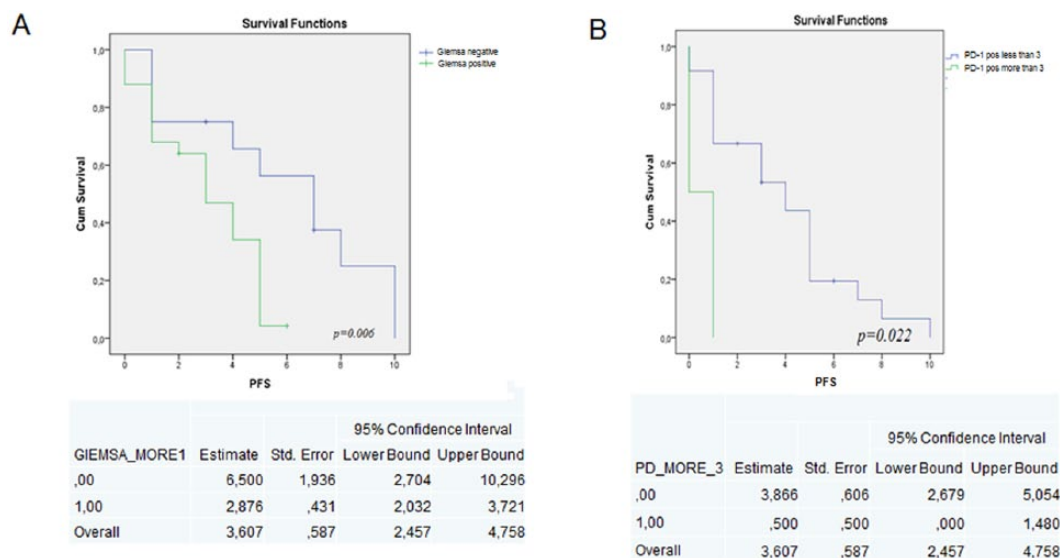 A
Survival Functions
Giemsa negative
Giemsa positive
1,0
0,8
0,6
0,4
0,2
0,0
Cum Survival
p=0.006
0 2 4 6 8 10
PFS
95% Confidence Interval
GIEMSA_MORE1 Estimate Std. Error Lower Bound Upper Bound
,00 6,500 1,936 2,704 10,296
1,00 2,876 ,431 2,032 3,721
Overall 3,607 ,587 2,457 4,758
B
Survival Functions
PD-1 pos less than 3
PD-1 pos more than 3
1,0
0,8
0,6
0,4
0,2
0,0
Cum Survival
p=0.022
0 2 4 6 8 10
PFS
95% Confidence Interval
PD_MORE_3 Estimate Std. Error Lower Bound Upper Bound
,00 3,866 ,606 2,679 5,054
1,00 ,500 ,500 ,000 1,480
Overall 3,607 ,587 2,457 4,758